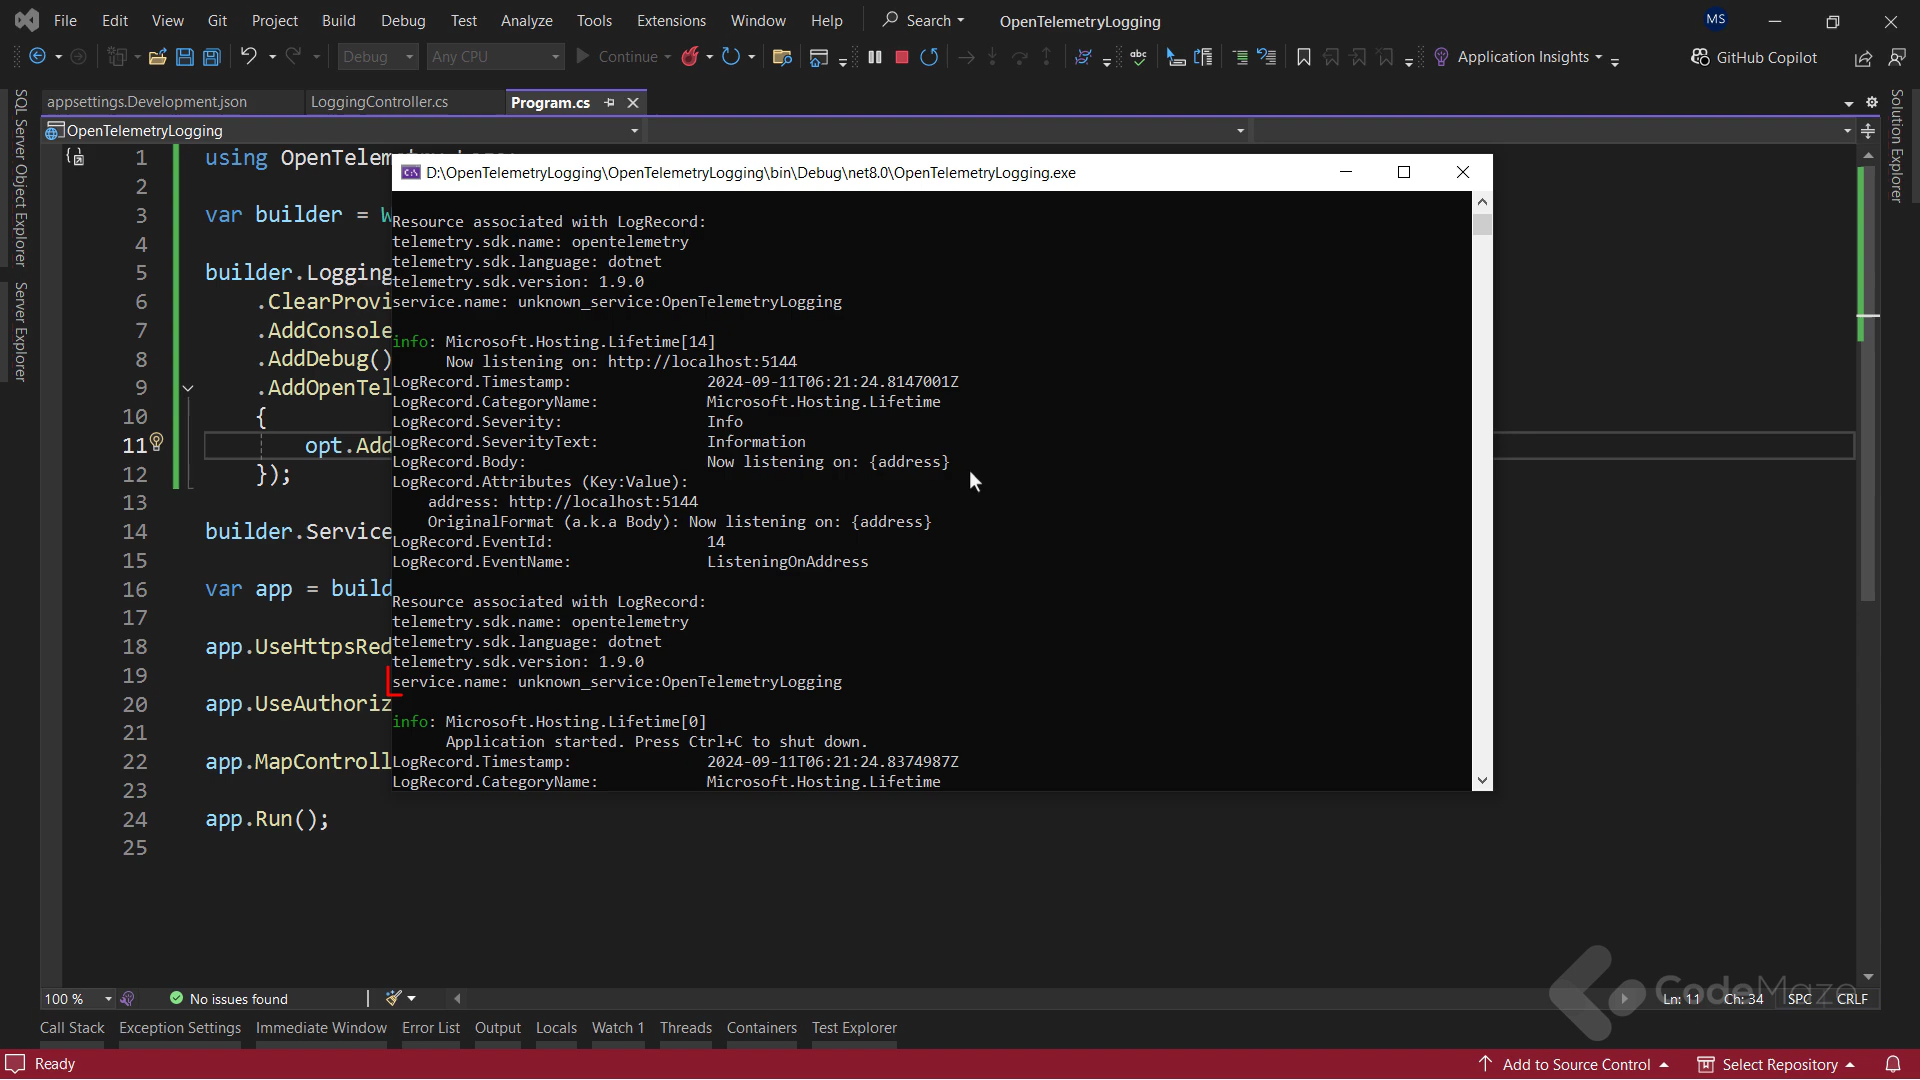 File Edit View Git Project Build Debug Test Analyze Tools Extensions Window Help Search OpenTelemetryLogging MS
Debug Any CPU Continue abc Application Insights GitHub Copilot
appsettings.Development.json LoggingController.cs Program.cs
OpenTelemetryLogging
SQL Server Object Explorer
Server Explorer
Solution Explorer
1 using OpenTelem
2
3 var builder = W
4
5 builder.Logging
6 .ClearProvi
7 .AddConsole
8 .AddDebug()
9 .AddOpenTel
10 {
11 opt.Add
12 });
13
14 builder.Service
15
16 var app = build
17
18 app.UseHttpsRed
19
20 app.UseAuthoriz
21
22 app.MapControll
23
24 app.Run();
25
D:\OpenTelemetryLogging\OpenTelemetryLogging\bin\Debug\net8.0\OpenTelemetryLogging.exe
Resource associated with LogRecord:
telemetry.sdk.name: opentelemetry
telemetry.sdk.language: dotnet
telemetry.sdk.version: 1.9.0
service.name: unknown_service:OpenTelemetryLogging
info: Microsoft.Hosting.Lifetime[14]
Now listening on: http://localhost:5144
LogRecord.Timestamp: 2024-09-11T06:21:24.8147001Z
LogRecord.CategoryName: Microsoft.Hosting.Lifetime
LogRecord.Severity: Info
LogRecord.SeverityText: Information
LogRecord.Body: Now listening on: {address}
LogRecord.Attributes (Key:Value):
address: http://localhost:5144
OriginalFormat (a.k.a Body): Now listening on: {address}
LogRecord.EventId: 14
LogRecord.EventName: ListeningOnAddress
Resource associated with LogRecord:
telemetry.sdk.name: opentelemetry
telemetry.sdk.language: dotnet
telemetry.sdk.version: 1.9.0
service.name: unknown_service:OpenTelemetryLogging
info: Microsoft.Hosting.Lifetime[0]
Application started. Press Ctrl+C to shut down.
LogRecord.Timestamp: 2024-09-11T06:21:24.8374987Z
LogRecord.CategoryName: Microsoft.Hosting.Lifetime
100 % No issues found Ln: 11 Ch: 34 SPC CRLF
CodeMaze
Call Stack Exception Settings Immediate Window Error List Output Locals Watch 1 Threads Containers Test Explorer
Ready Add to Source Control Select Repository